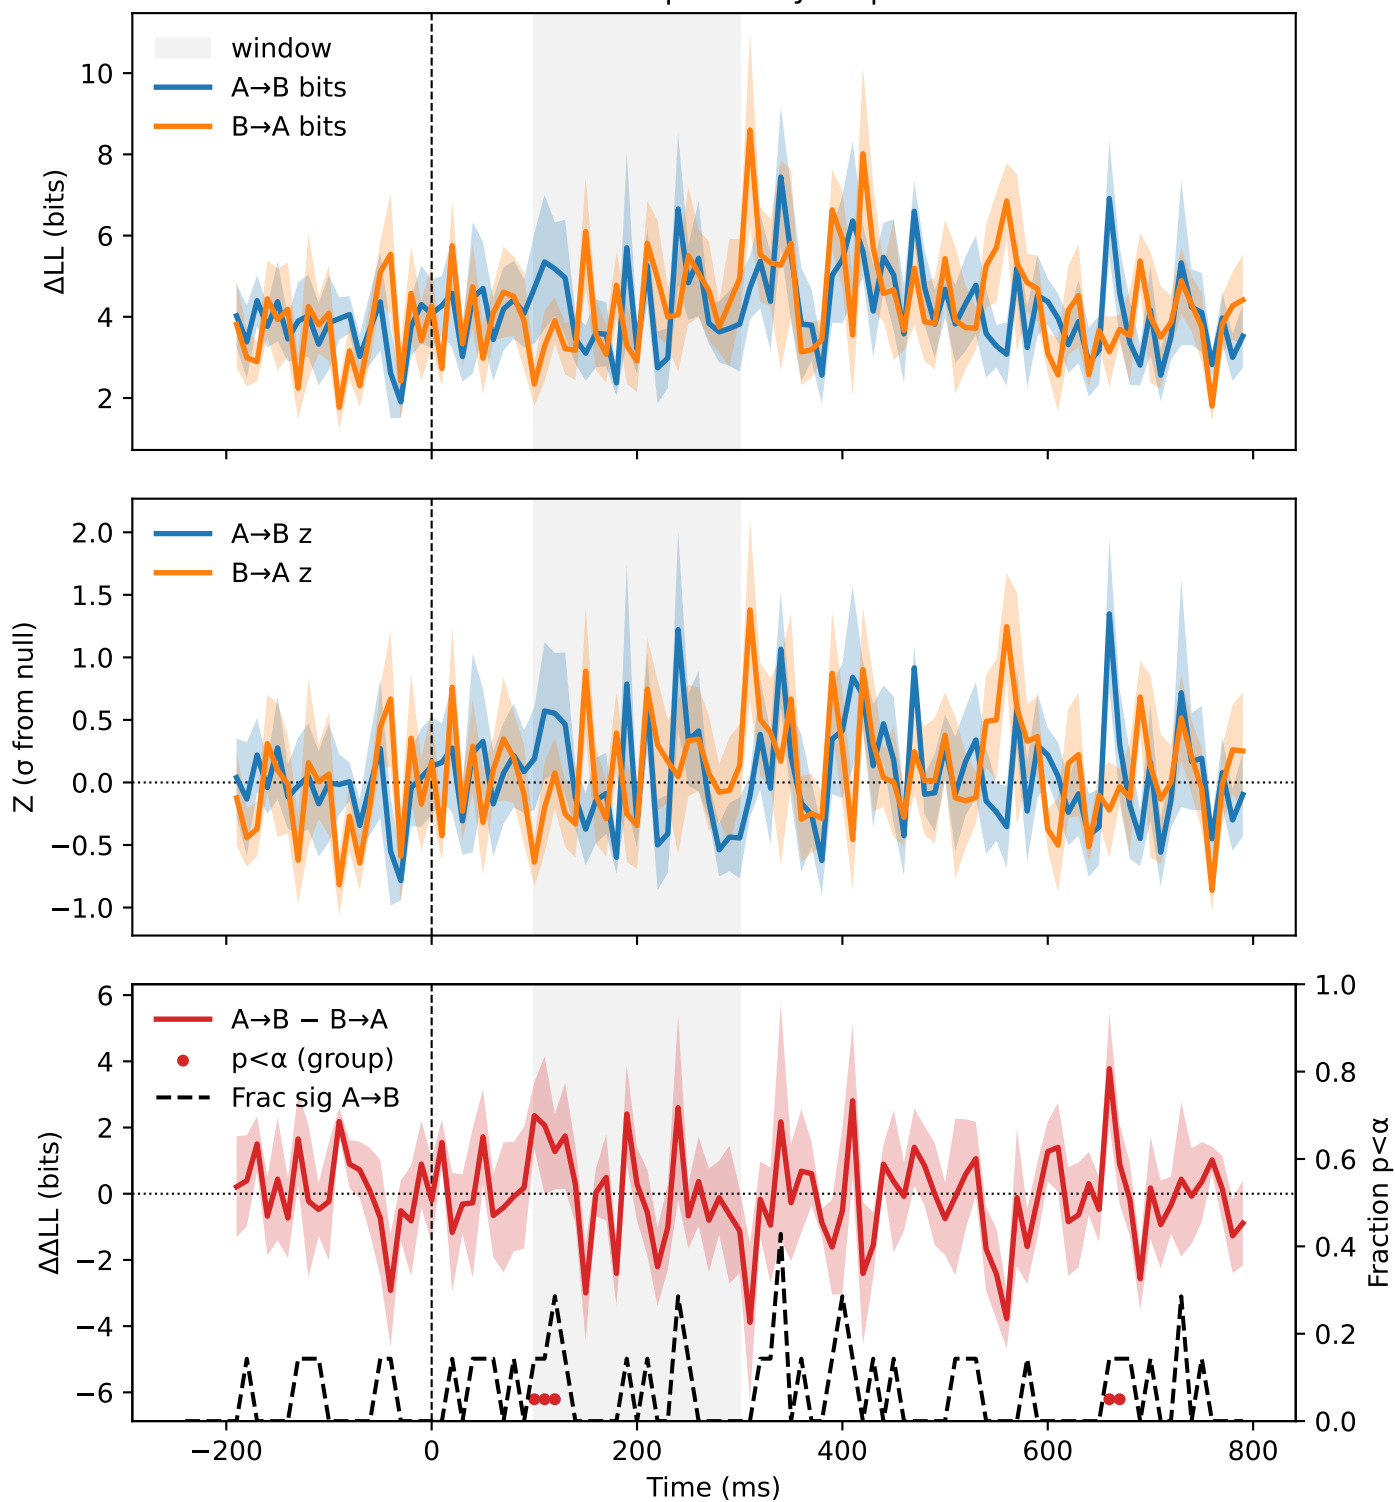 window
A→B bits
B→A bits
10
8
6
4
2
ΔLL (bits)
A→B z
B→A z
2.0
1.5
1.0
0.5
0.0
−0.5
−1.0
Z (σ from null)
A→B − B→A
p<α (group)
Frac sig A→B
6
4
2
0
−2
−4
−6
ΔΔLL (bits)
1.0
0.8
0.6
0.4
0.2
0.0
Fraction p<α
−200
0
200
400
600
800
Time (ms)